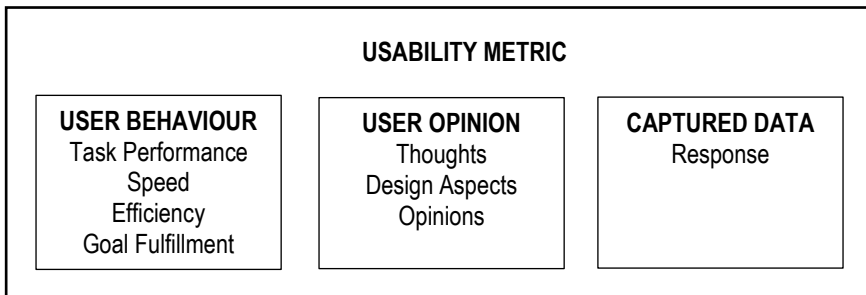 USABILITY METRIC
USER BEHAVIOUR
Task Performance
Speed
Efficiency
Goal Fulfillment
USER OPINION
Thoughts
Design Aspects
Opinions
CAPTURED DATA
Response